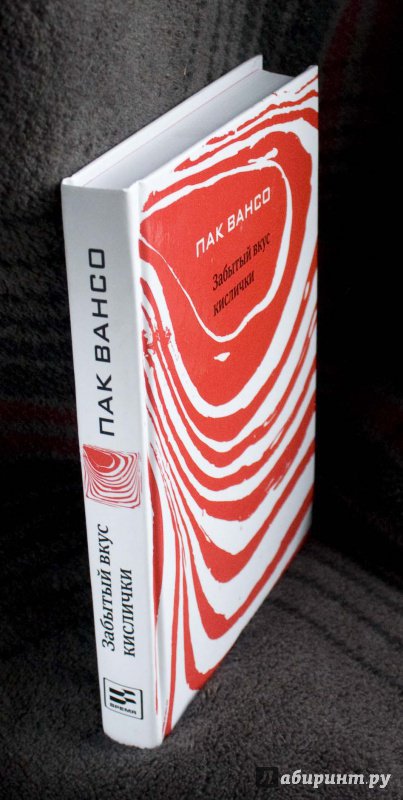 ПАК ВАНСО
Забытый вкус
кислички
ПАК ВАНСО
Забытый вкус
кислички
ВРЕМЯ
Лабиринт.ру